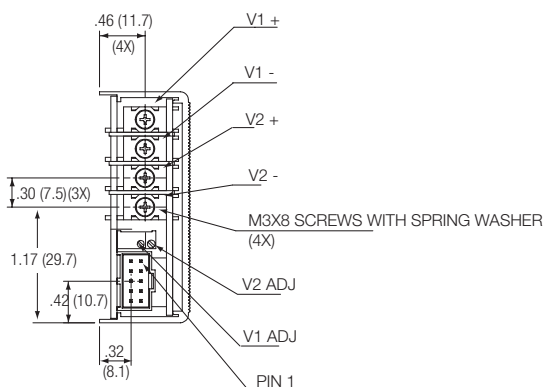 .46 (11.7)
(4X)
V1 +
V1 -
V2 +
V2 -
.30 (7.5)(3X)
M3X8 SCREWS WITH SPRING WASHER
(4X)
1.17 (29.7)
.42 (10.7)
V2 ADJ
V1 ADJ
.32
(8.1)
PIN 1